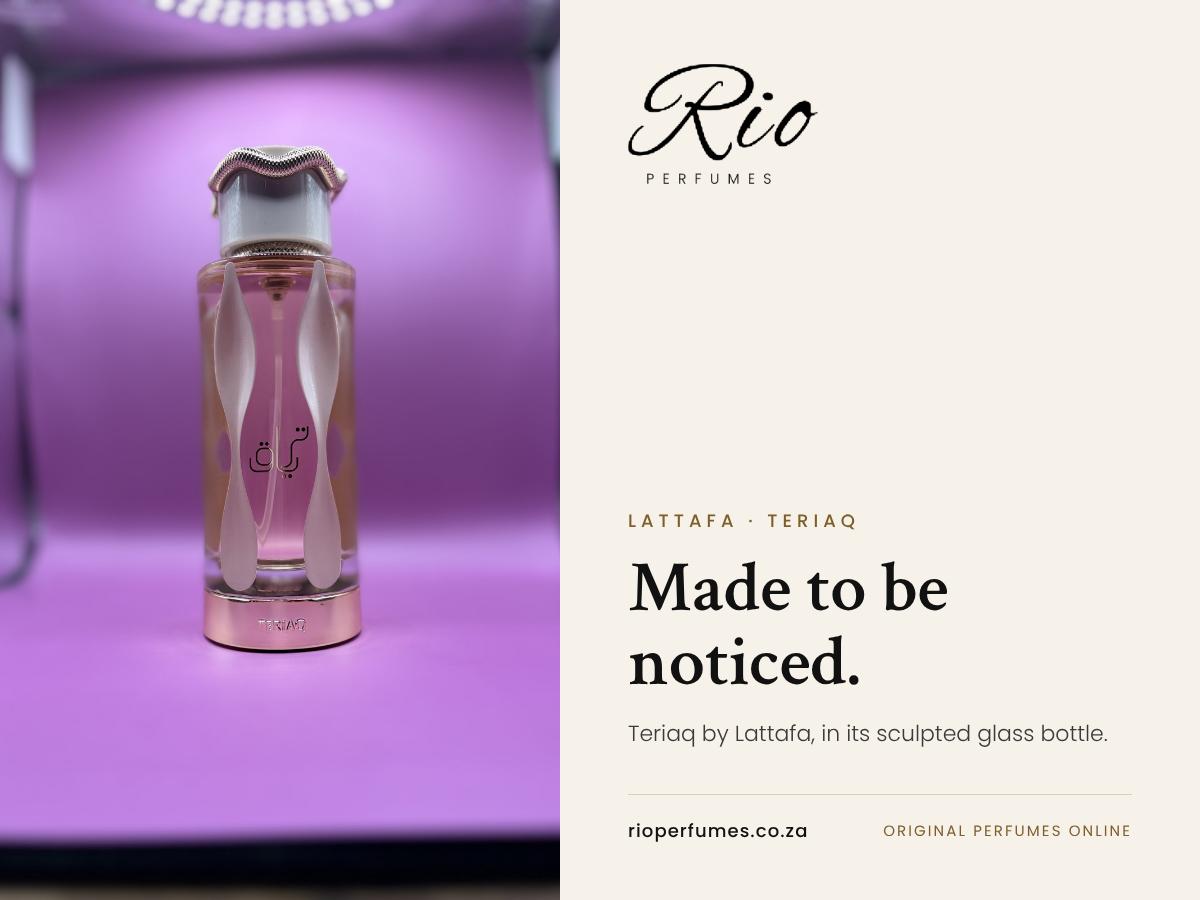 Rio
PERFUMES
ترياق
TERIAQ
LATTAFA · TERIAQ
Made to be
noticed.
Teriaq by Lattafa, in its sculpted glass bottle.
rioperfumes.co.za
ORIGINAL PERFUMES ONLINE